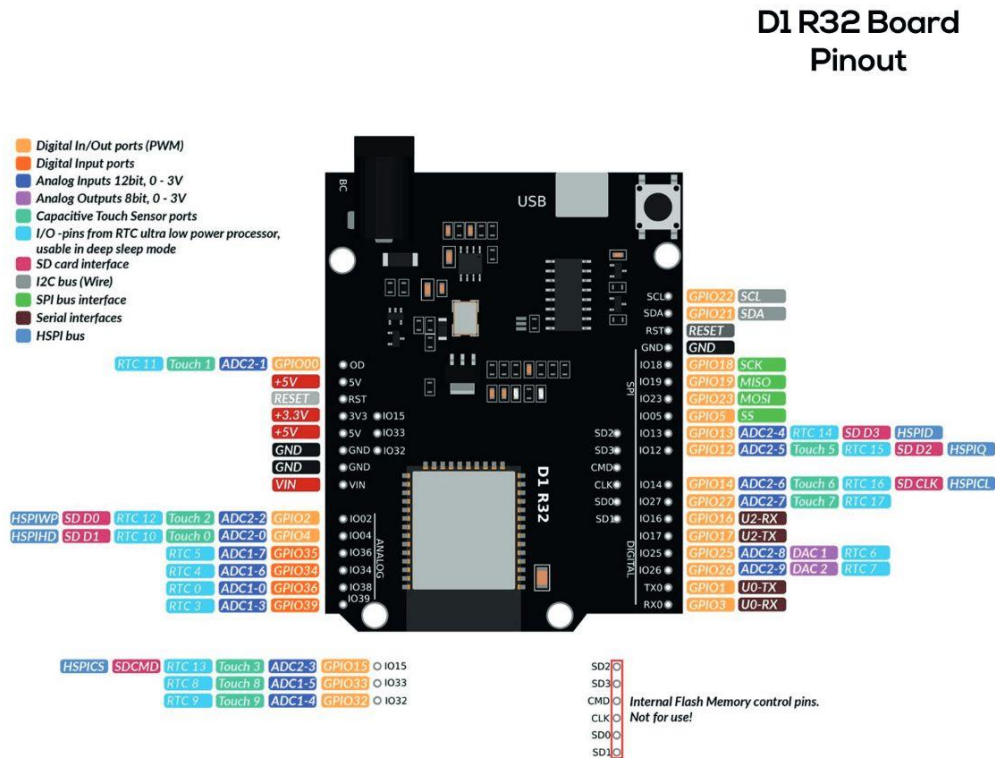 D1 R32 Board
Pinout
Digital In/Out ports (PWM)
Digital Input ports
Analog Inputs 12bit, 0 - 3V
Analog Outputs 8bit, 0 - 3V
Capacitive Touch Sensor ports
I/O -pins from RTC ultra low power processor,
usable in deep sleep mode
SD card interface
I2C bus (Wire)
SPI bus interface
Serial interfaces
HSPI bus
BC
USB
SCL GPIO22 SCL
SDA GPIO21 SDA
RST RESET
GND GND
RTC 11 Touch 1 ADC2-1 GPIO00 OD
IO18 GPIO18 SCK
+5V 5V
IO19 GPIO19 MISO
RESET RST
IO23 GPIO23 MOSI
+3.3V 3V3 IO15
IO05 GPIO5 SS
SPI
+5V 5V IO33
SD2 IO13 GPIO13 ADC2-4 RTC 14 SD D3 HSPID
GND GND IO32
SD3 IO12 GPIO12 ADC2-5 Touch 5 RTC 15 SD D2 HSPIQ
GND GND
CMD
VIN VIN
CLK IO14 GPIO14 ADC2-6 Touch 6 RTC 16 SD CLK HSPICL
SD0 IO27 GPIO27 ADC2-7 Touch 7 RTC 17
D1 R32
HSPIWP SD D0 RTC 12 Touch 2 ADC2-2 GPIO2 IO02
SD1 IO16 GPIO16 U2-RX
HSPIHD SD D1 RTC 10 Touch 0 ADC2-0 GPIO4 IO04
IO17 GPIO17 U2-TX
RTC 5 ADC1-7 GPIO35 IO36
IO25 GPIO25 ADC2-8 DAC 1 RTC 6
RTC 4 ADC1-6 GPIO34 IO34
IO26 GPIO26 ADC2-9 DAC 2 RTC 7
ANALOG
DIGITAL
RTC 0 ADC1-0 GPIO36 IO38
TX0 GPIO1 U0-TX
RTC 3 ADC1-3 GPIO39 IO39
RX0 GPIO3 U0-RX
HSPICS SDCMD RTC 13 Touch 3 ADC2-3 GPIO15 IO15
RTC 8 Touch 8 ADC1-5 GPIO33 IO33
RTC 9 Touch 9 ADC1-4 GPIO32 IO32
SD2
SD3
CMD Internal Flash Memory control pins.
CLK Not for use!
SD0
SD1